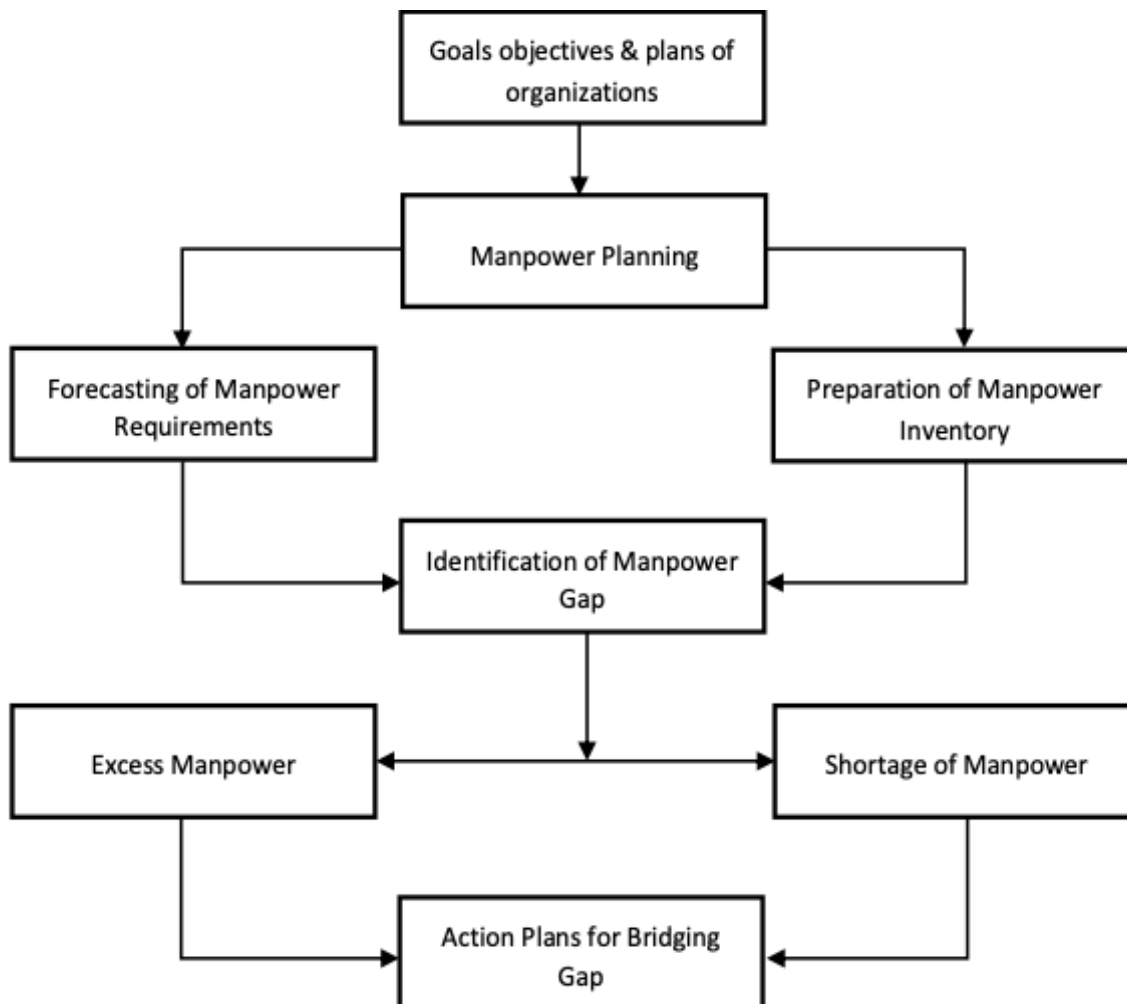 Goals objectives & plans of
organizations
Manpower Planning
Forecasting of Manpower
Requirements
Preparation of Manpower
Inventory
Identification of Manpower
Gap
Excess Manpower
Shortage of Manpower
Action Plans for Bridging
Gap